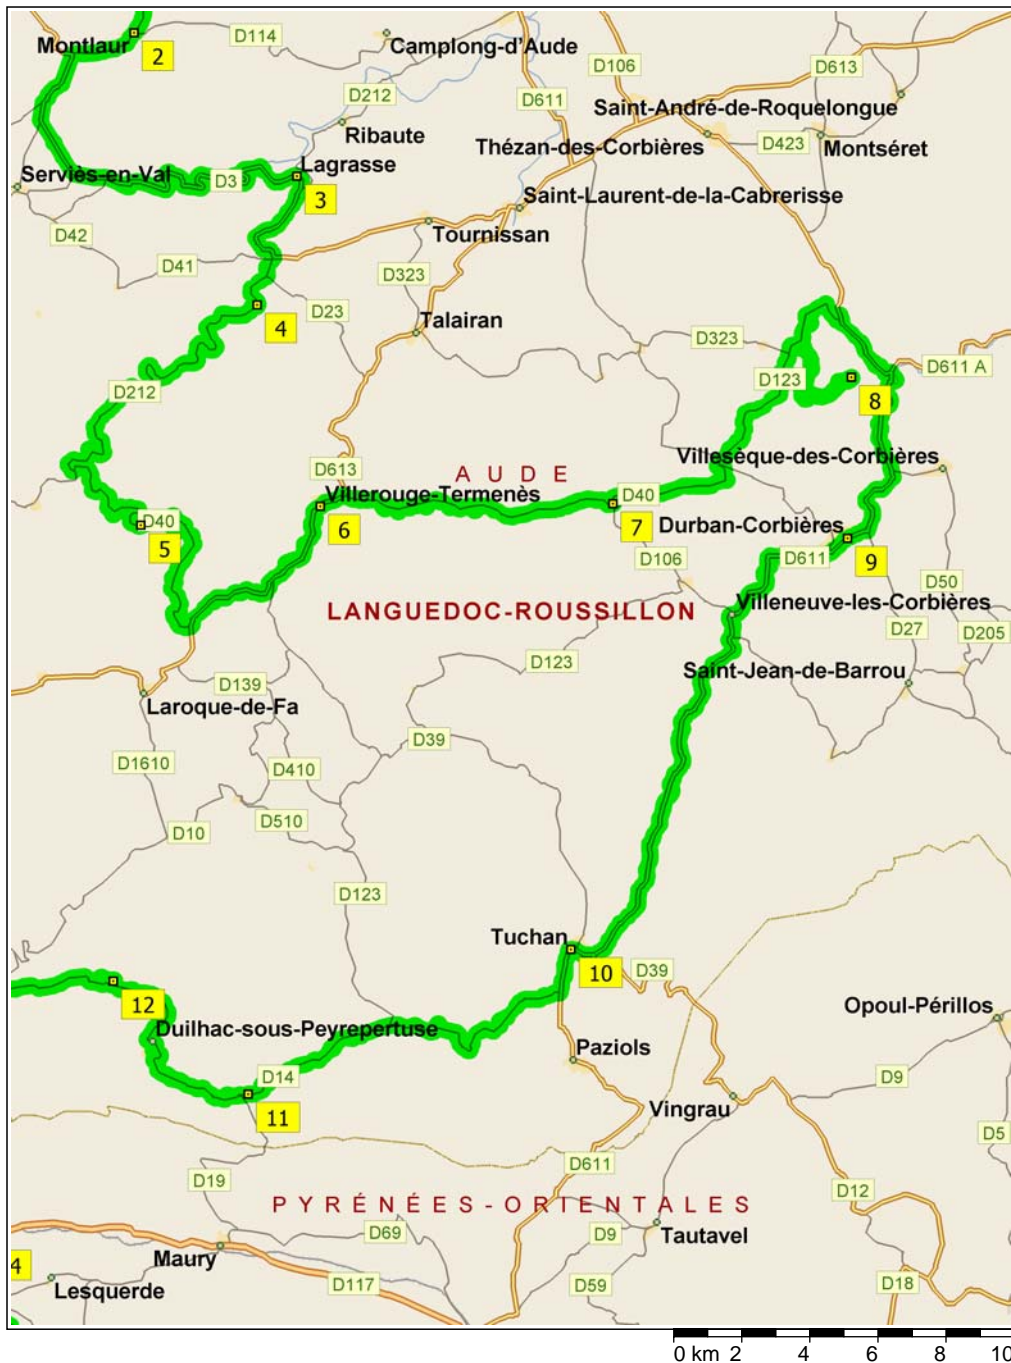 Montlaur
2
D114
Camplong-d'Aude
D106
D613
D611
D212
Saint-André-de-Roquelongue
Ribaute
Thézan-des-Corbières
D423
Montséret
Serviès-en-Val
D3
Lagrasse
3
Saint-Laurent-de-la-Cabrerisse
D42
Tournissan
D41
D323
D23
4
Talairan
D323
D611 A
D123
D212
8
Villesèque-des-Corbières
D613
AUDE
Villerouge-Termenès
D40
D40
5
6
7
Durban-Corbières
D611
9
D106
D50
LANGUEDOC-ROUSSILLON
Villeneuve-les-Corbières
D27
D205
D123
Saint-Jean-de-Barrou
D139
Laroque-de-Fa
D39
D1610
D410
D510
D10
D123
Tuchan
10
D39
12
Opoul-Périllos
Duilhac-sous-Peyrepertuse
Paziols
D14
D9
11
Vingrau
D5
D611
D19
D12
PYRÉNÉES-ORIENTALES
D69
D9
Tautavel
Maury
4
D117
D59
D18
Lesquerde
0 km 2 4 6 8 10